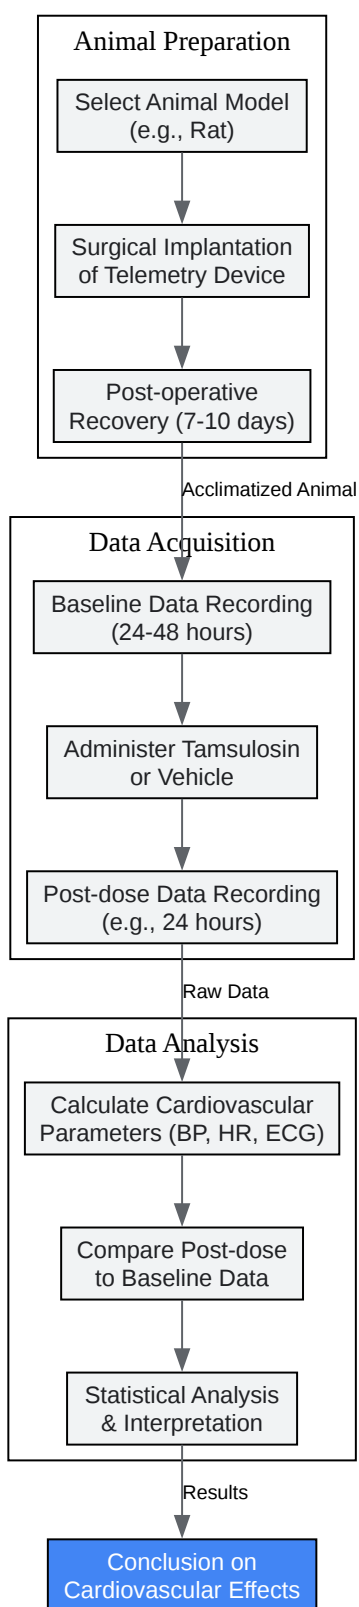 Animal Preparation
Select Animal Model
(e.g., Rat)
Surgical Implantation
of Telemetry Device
Post-operative
Recovery (7-10 days)
Acclimatized Animal
Data Acquisition
Baseline Data Recording
(24-48 hours)
Administer Tamsulosin
or Vehicle
Post-dose Data Recording
(e.g., 24 hours)
Raw Data
Data Analysis
Calculate Cardiovascular
Parameters (BP, HR, ECG)
Compare Post-dose
to Baseline Data
Statistical Analysis
& Interpretation
Results
Conclusion on
Cardiovascular Effects